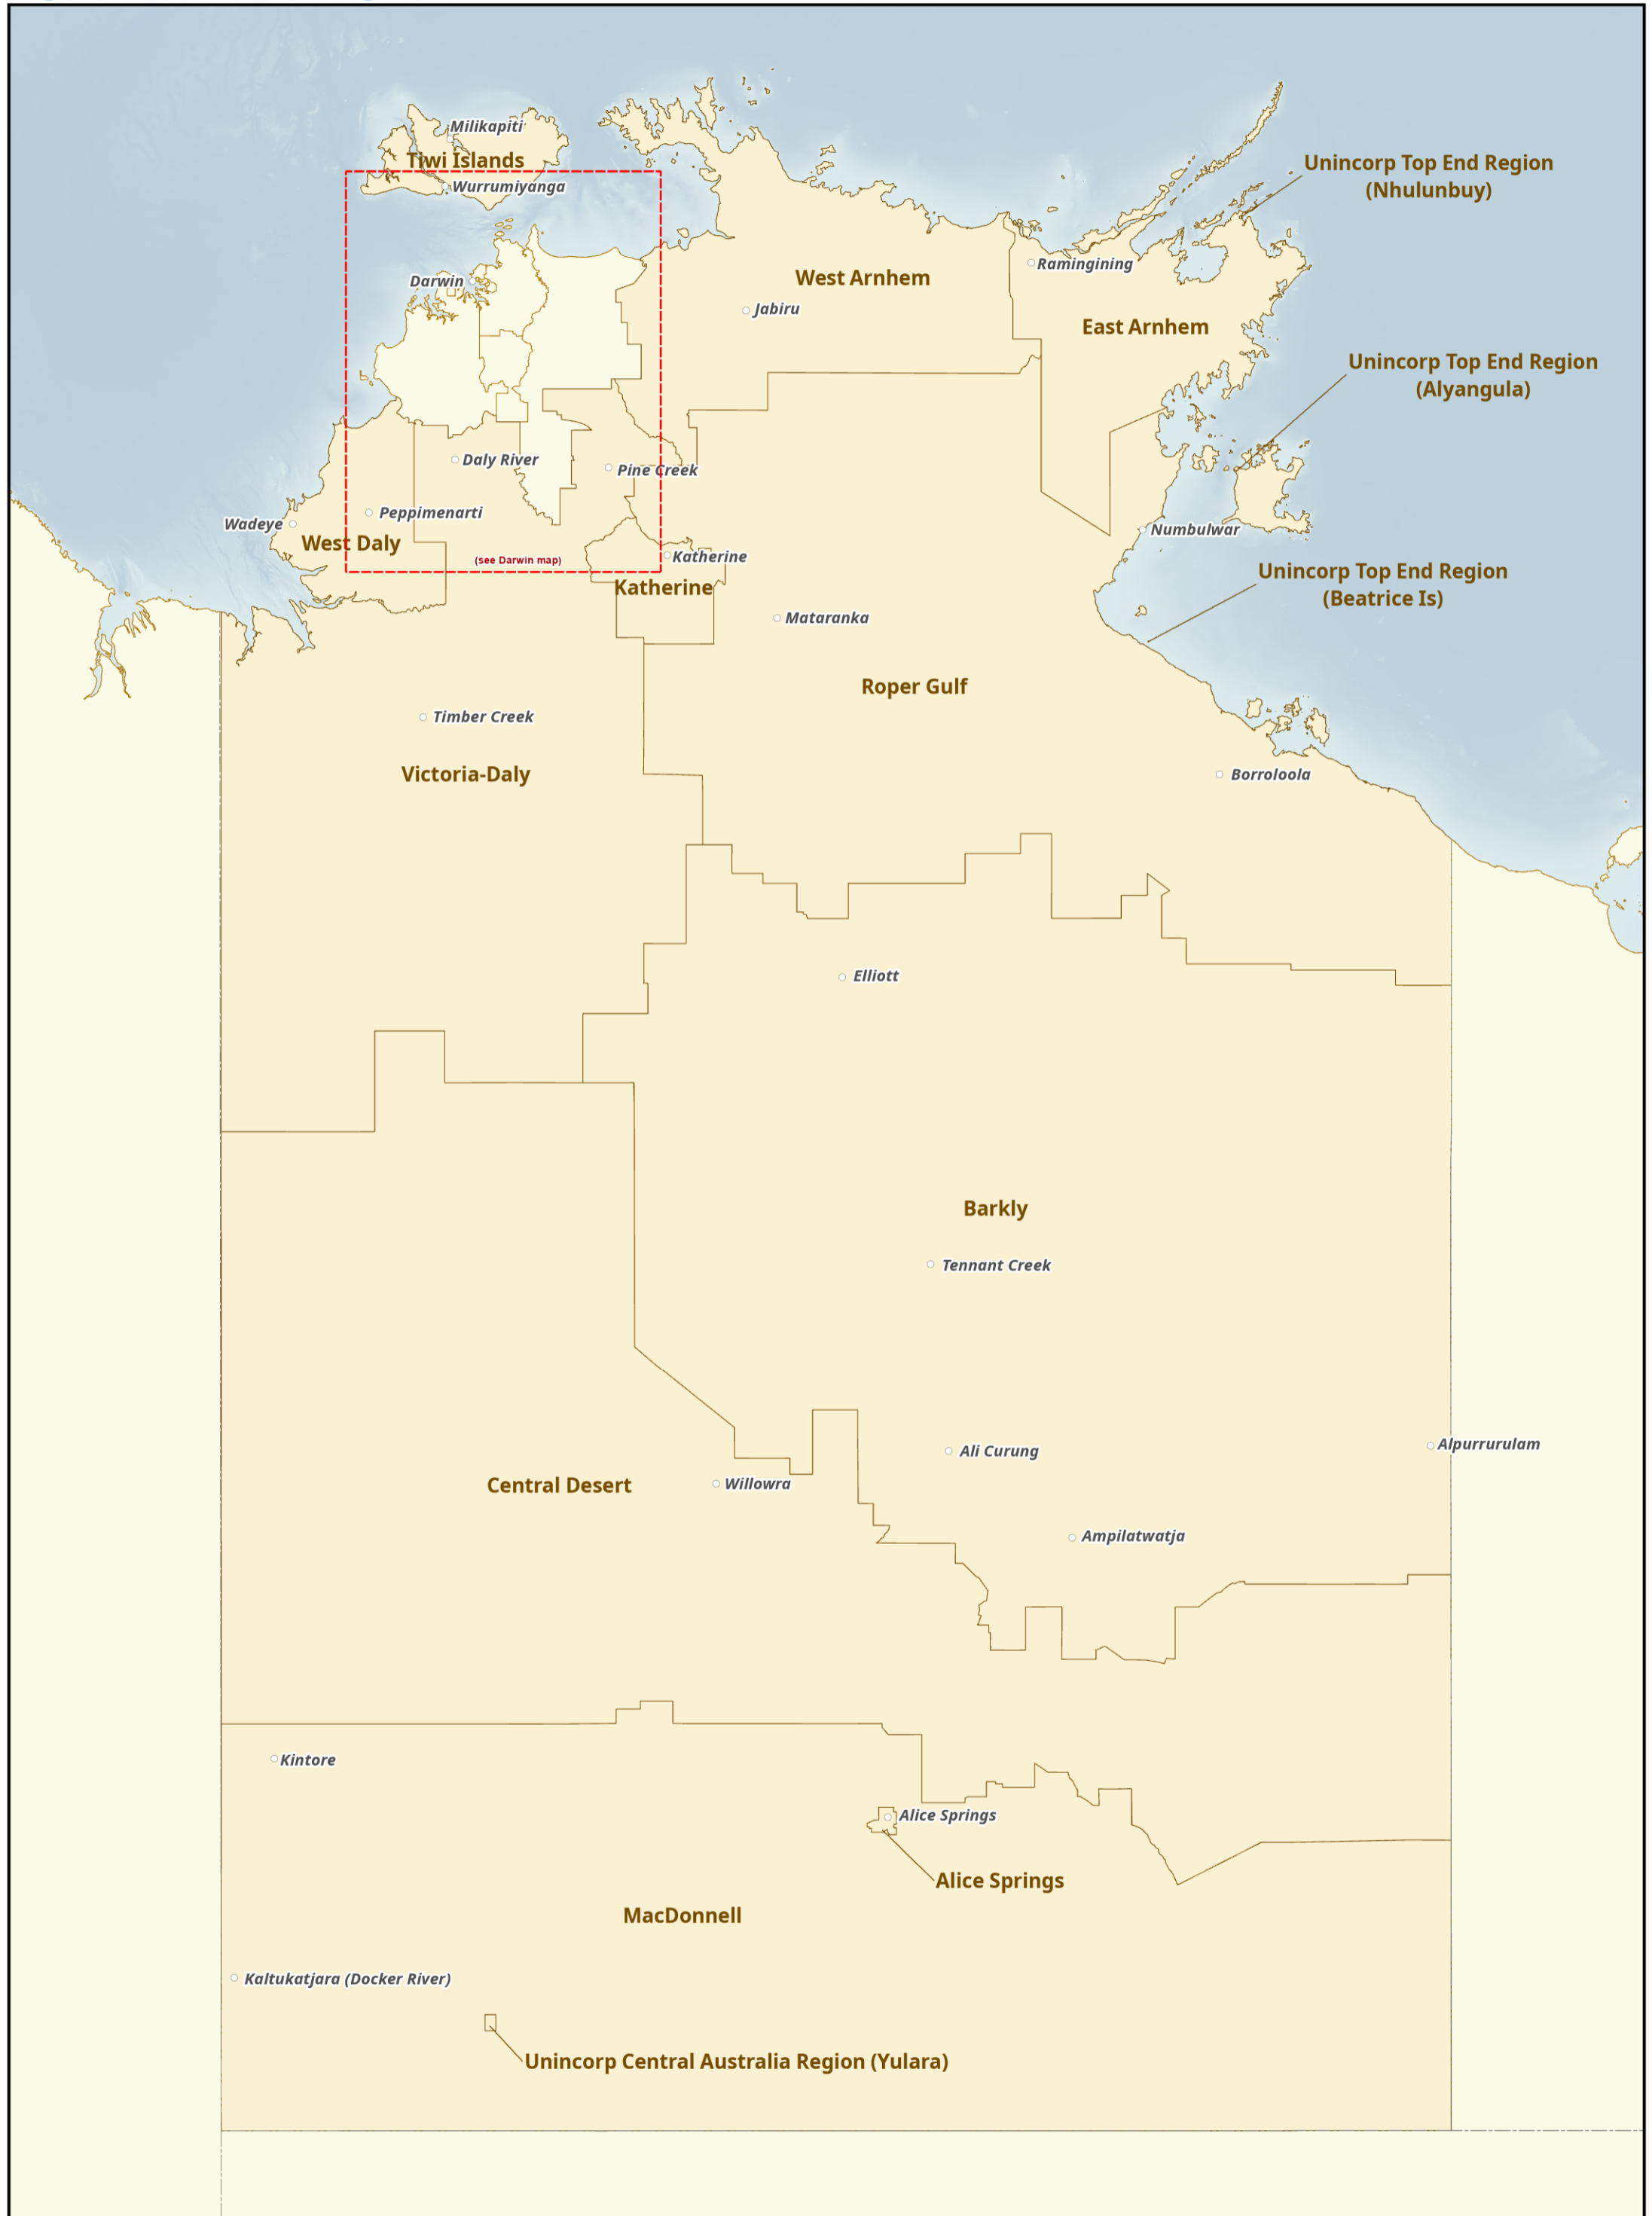 Milikapiti
Tiwi Islands
Wurrumiyanga
Unincorp Top End Region
(Nhulunbuy)
Darwin
Ramingining
West Arnhem
Jabiru
East Arnhem
Unincorp Top End Region
(Alyangula)
Daly River
Pine Creek
Peppimenarti
Wadeye
West Daly
Numbulwar
(see Darwin map)
Katherine
Katherine
Unincorp Top End Region
(Beatrice Is)
Mataranka
Roper Gulf
Timber Creek
Victoria-Daly
Borroloola
Elliott
Barkly
Tennant Creek
Ali Curung
Alpurrurulam
Central Desert
Willowra
Ampilatwatja
Kintore
Alice Springs
Alice Springs
MacDonnell
Kaltukatjara (Docker River)
Unincorp Central Australia Region (Yulara)